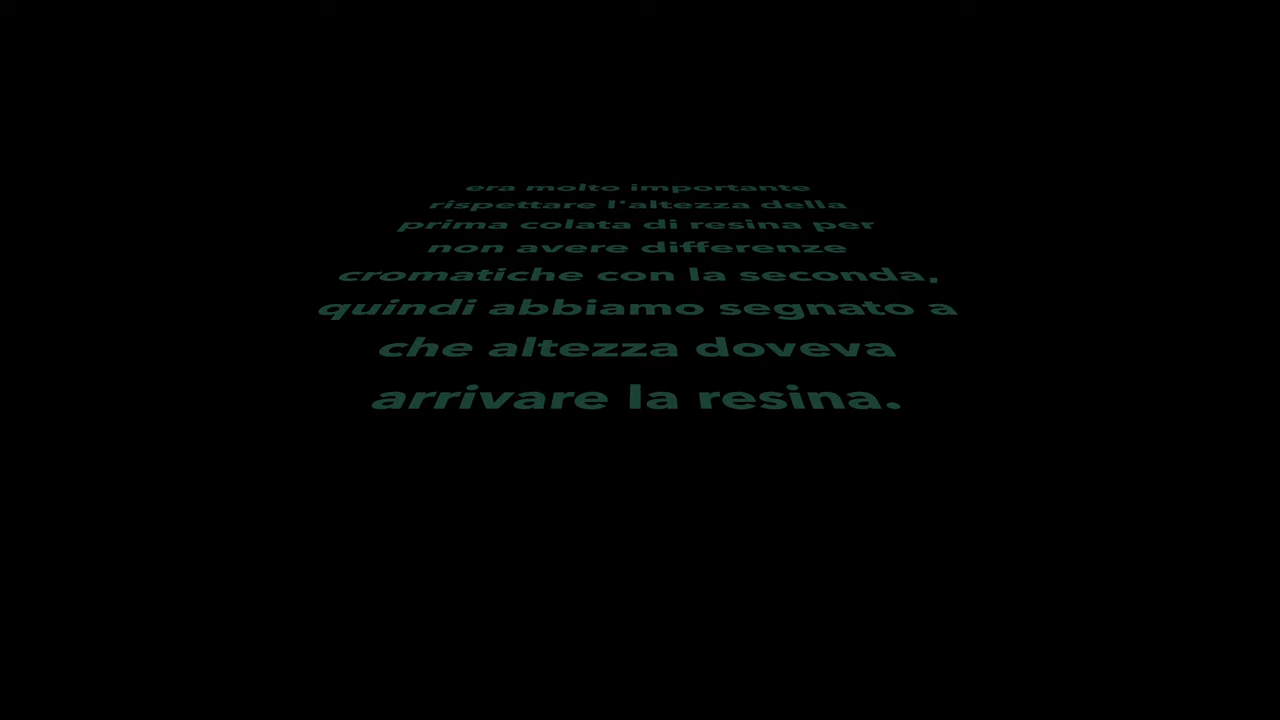 era molto importante
rispettare l'altezza della
prima colata di resina per
non avere differenze
cromatiche con la seconda,
quindi abbiamo segnato a
che altezza doveva
arrivare la resina.